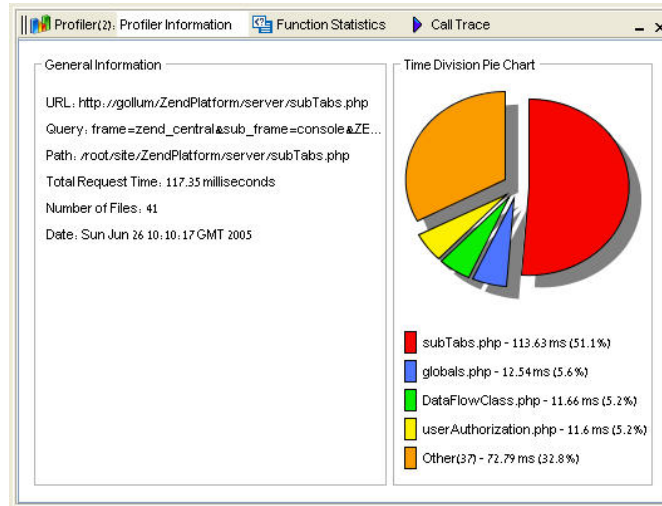 Profiler(2): Profiler Information Function Statistics Call Trace
General Information
URL: http://gollum/ZendPlatform/server/subTabs.php
Query: frame=zend_central&sub_frame=console&ZE...
Path: /root/site/ZendPlatform/server/subTabs.php
Total Request Time: 117.35 milliseconds
Number of Files: 41
Date: Sun Jun 26 10:10:17 GMT 2005
Time Division Pie Chart
subTabs.php - 113.63 ms (51.1%)
globals.php - 12.54 ms (5.6%)
DataFlowClass.php - 11.66 ms (5.2%)
userAuthorization.php - 11.6 ms (5.2%)
Other(37) - 72.79 ms (32.8%)